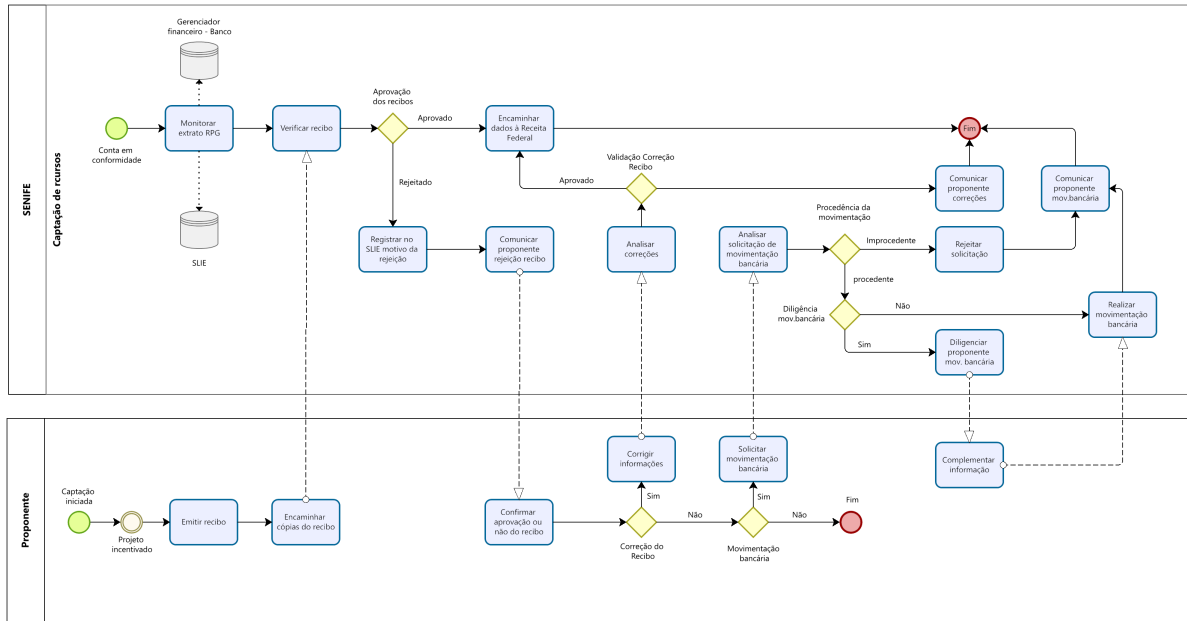 SENIFE
Captação de rcursos
Gerenciador
financeiro - Banco
Conta em
conformidade
Monitorar
extrato RPG
SLIE
Verificar recibo
Aprovação
dos recibos
Aprovado
Rejeitado
Encaminhar
dados à Receita
Federal
Registrar no
SLIE motivo da
rejeição
Comunicar
proponente
rejeição recibo
Validação Correção
Recibo
Aprovado
Analisar
correções
Analisar
solicitação de
movimentação
bancária
Procedência da
movimentação
Improcedente
procedente
Rejeitar
solicitação
Diligência
mov.bancária
Não
Sim
Diligenciar
proponente
mov. bancária
Fim
Comunicar
proponente
correções
Comunicar
proponente
mov.bancária
Realizar
movimentação
bancária
Proponente
Captação
iniciada
Projeto
incentivado
Emitir recibo
Encaminhar
cópias do recibo
Confirmar
aprovação ou
não do recibo
Corrigir
informações
Sim
Correção do
Recibo
Não
Solicitar
movimentação
bancária
Sim
Movimentação
bancária
Não
Fim
Complementar
informação